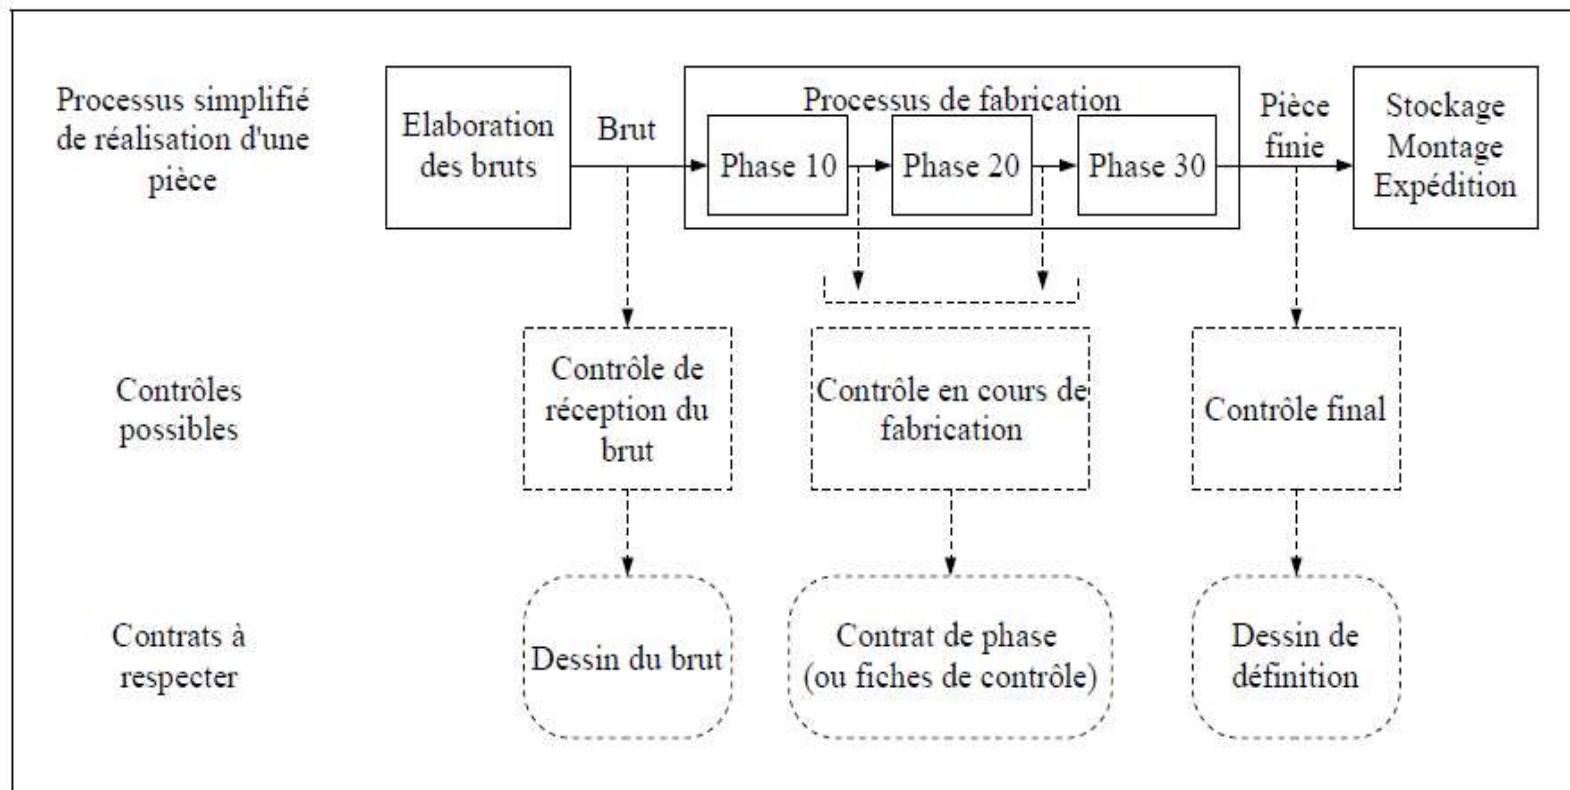 Processus simplifié
de réalisation d'une
pièce
Elaboration
des bruts
Brut
Processus de fabrication
Phase 10
Phase 20
Phase 30
Pièce
finie
Stockage
Montage
Expédition
Contrôles
possibles
Contrôle de
réception du
brut
Contrôle en cours de
fabrication
Contrôle final
Contrats à
respecter
Dessin du brut
Contrat de phase
(ou fiches de contrôle)
Dessin de
définition